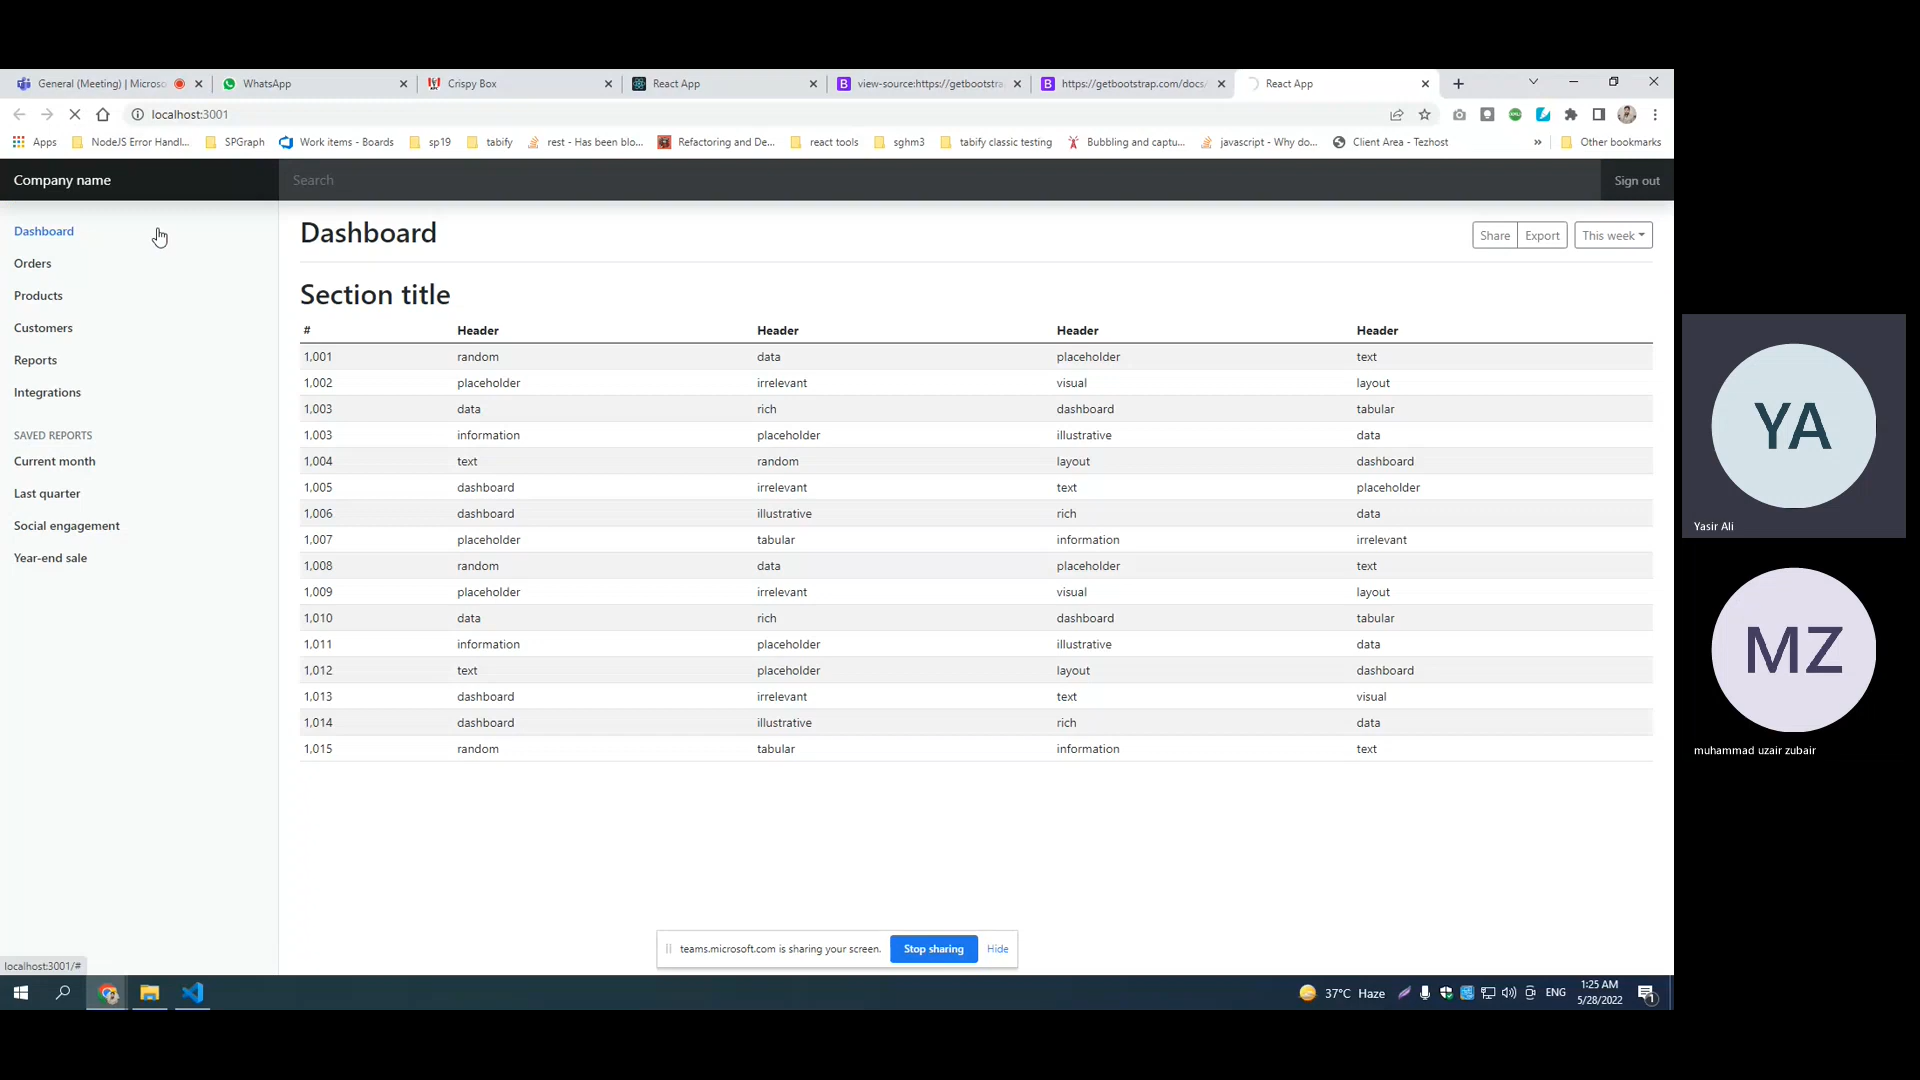 General (Meeting) | Microso
WhatsApp
Crispy Box
React App
view-source:https://getbootstra
https://getbootstrap.com/docs/
React App
localhost:3001
Apps
NodeJS Error Handl...
SPGraph
Work items - Boards
sp19
tabify
rest - Has been blo...
Refactoring and De...
react tools
sghm3
tabify classic testing
Bubbling and captu...
javascript - Why do...
Client Area - Tezhost
»
Other bookmarks
Company name
Search
Sign out
Dashboard
Orders
Products
Customers
Reports
Integrations
SAVED REPORTS
Current month
Last quarter
Social engagement
Year-end sale
Dashboard
Share Export This week
Section title
# Header Header Header Header
1,001 random data placeholder text
1,002 placeholder irrelevant visual layout
1,003 data rich dashboard tabular
1,003 information placeholder illustrative data
1,004 text random layout dashboard
1,005 dashboard irrelevant text placeholder
1,006 dashboard illustrative rich data
1,007 placeholder tabular information irrelevant
1,008 random data placeholder text
1,009 placeholder irrelevant visual layout
1,010 data rich dashboard tabular
1,011 information placeholder illustrative data
1,012 text placeholder layout dashboard
1,013 dashboard irrelevant text visual
1,014 dashboard illustrative rich data
1,015 random tabular information text
teams.microsoft.com is sharing your screen. Stop sharing Hide
localhost:3001/#
37°C Haze
ENG
1:25 AM
5/28/2022
1
YA
Yasir Ali
MZ
muhammad uzair zubair